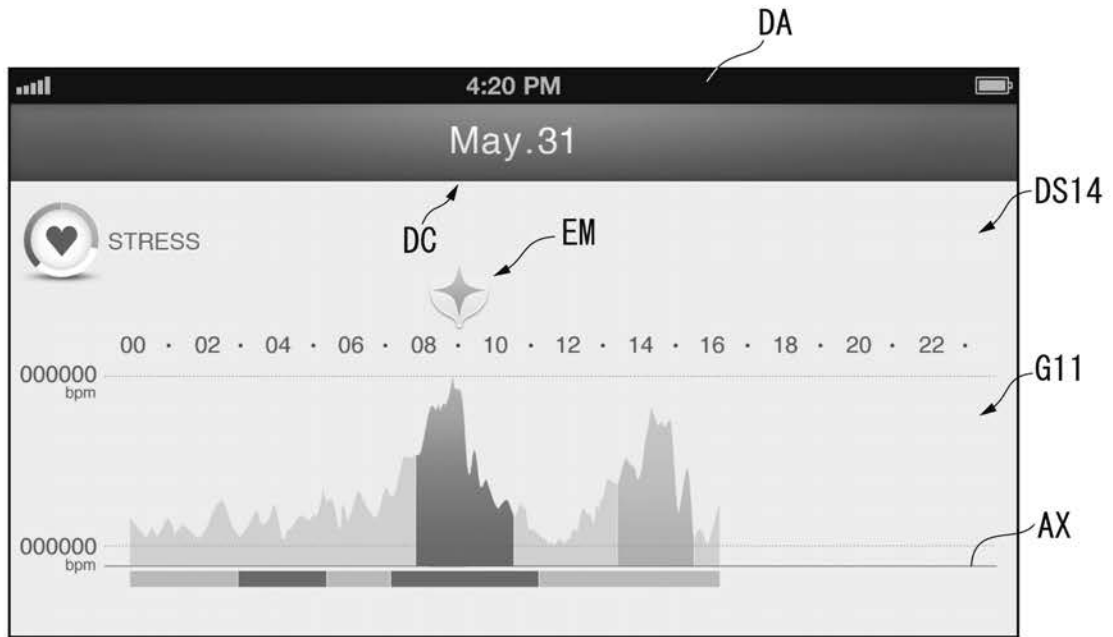 DA
4:20 PM
May.31
DS14
DC
EM
STRESS
00 · 02 · 04 · 06 · 08 · 10 · 12 · 14 · 16 · 18 · 20 · 22 ·
000000
bpm
G11
000000
bpm
AX